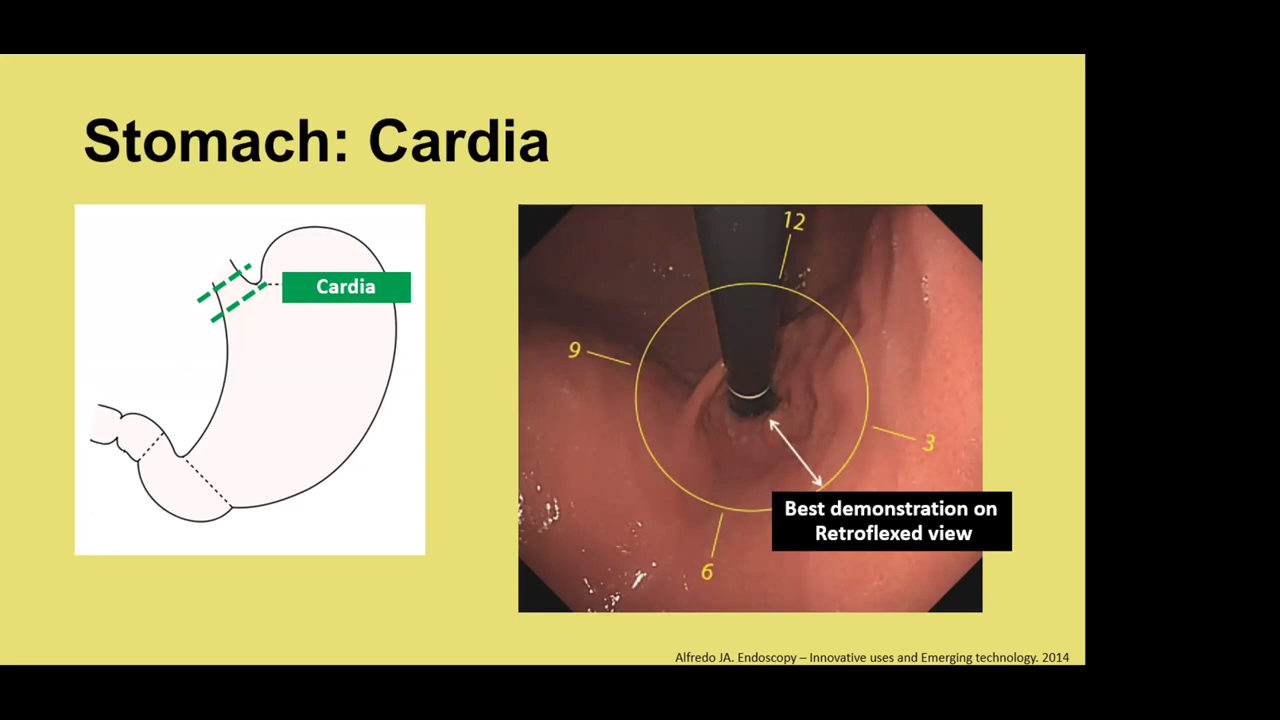 Stomach: Cardia
Cardia
12
9
3
6
Best demonstration on
Retroflexed view
Alfredo JA. Endoscopy – Innovative uses and Emerging technology. 2014